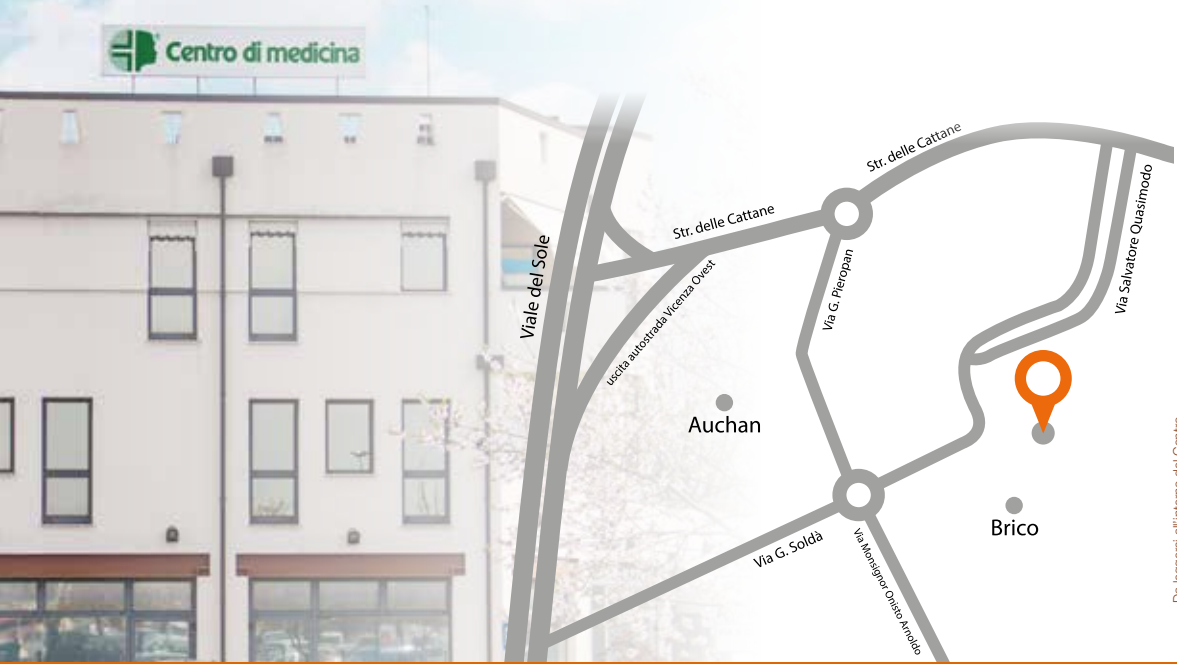 Centro di medicina
Str. delle Cattane
Str. delle Cattane
Via Salvatore Quasimodo
Viale del Sole
Via G. Pieropan
uscita autostrada Vicenza Ovest
Auchan
Brico
Via G. Soldà
Via Monsignor Onisto Arnoldo